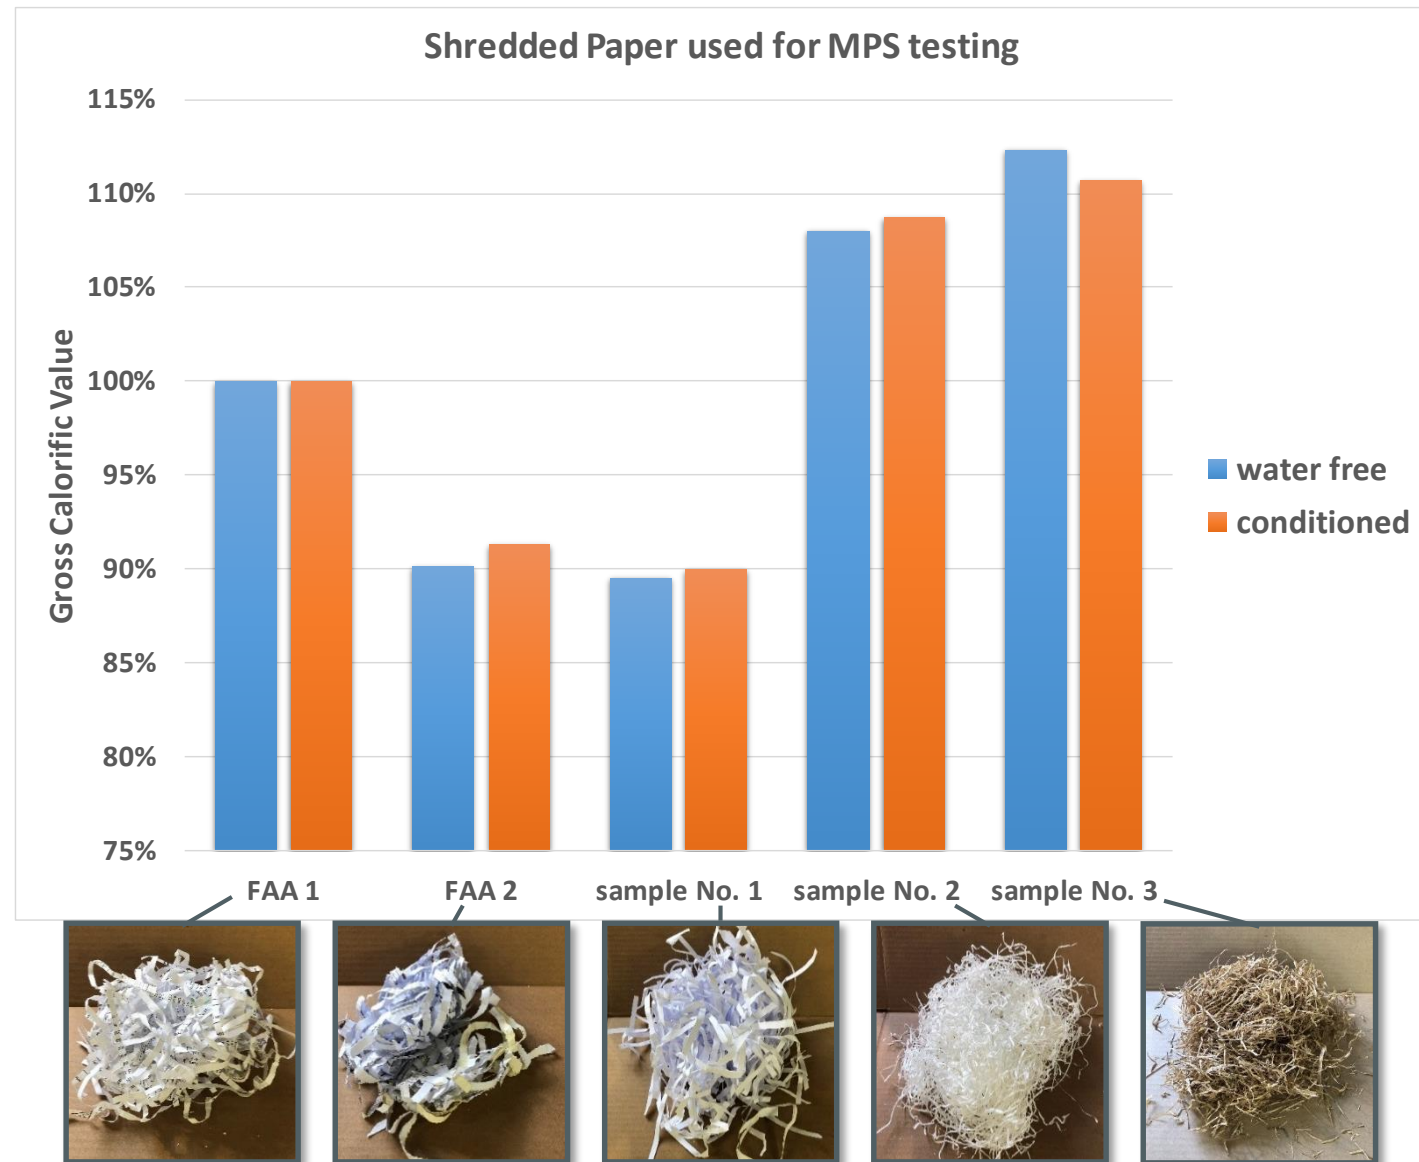 Shredded Paper used for MPS testing
115%
110%
105%
100%
95%
90%
85%
80%
75%
Gross Calorific Value
water free
conditioned
FAA 1 FAA 2 sample No. 1 sample No. 2 sample No. 3